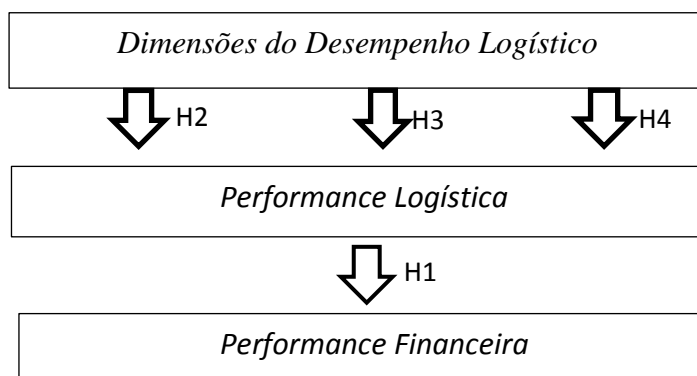 Dimensões do Desempenho Logístico
H2 H3 H4
Performance Logística
H1
Performance Financeira